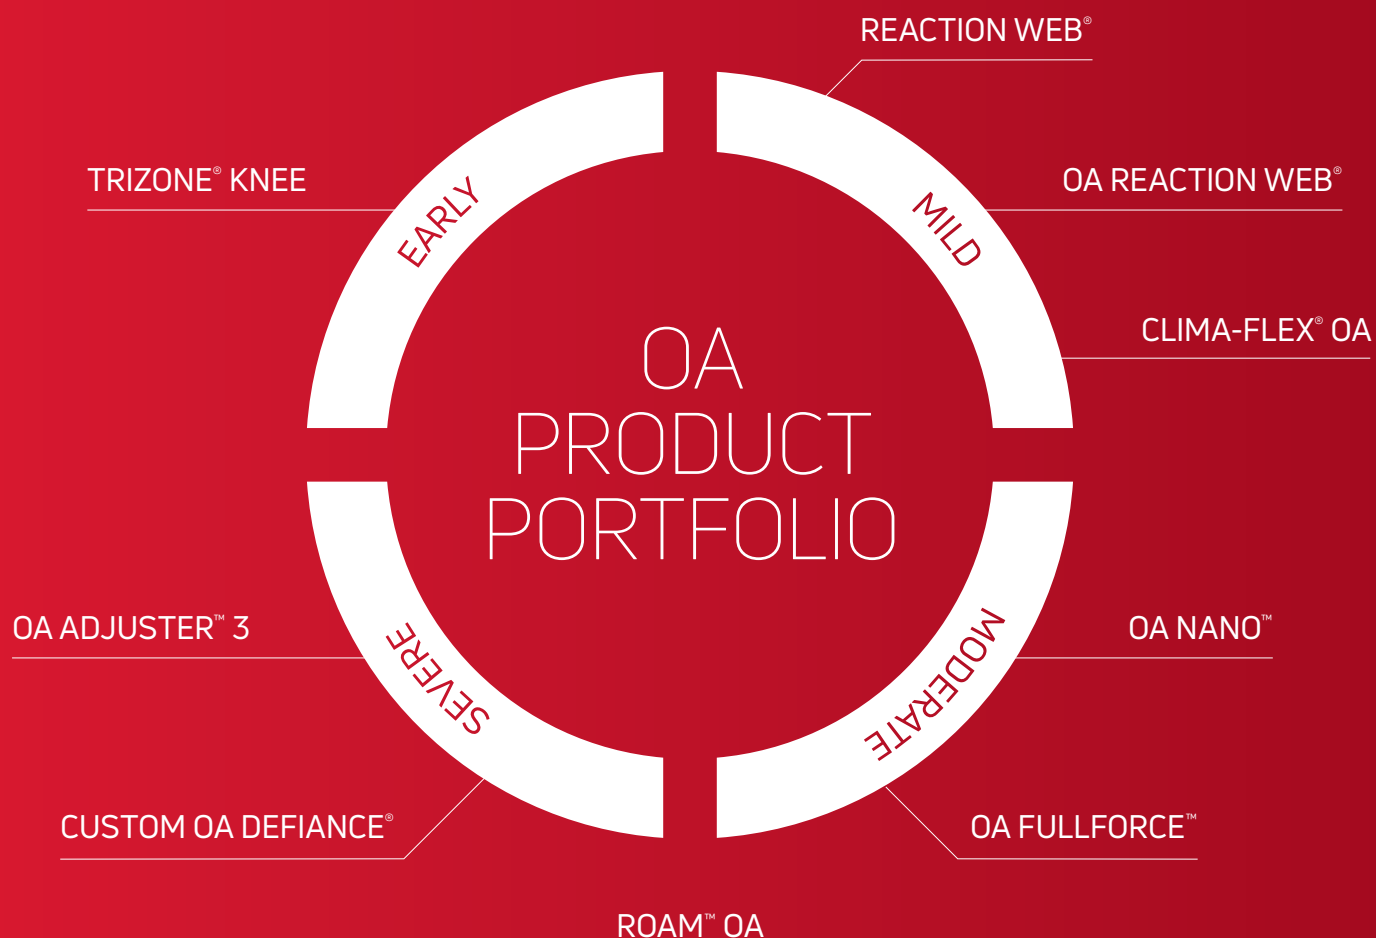 REACTION WEB®
TRIZONE® KNEE
EARLY
MILD
OA REACTION WEB®
CLIMA-FLEX® OA
OA
PRODUCT
PORTFOLIO
OA ADJUSTER™ 3
SEVERE
MODERATE
OA NANO™
CUSTOM OA DEFIANCE®
OA FULLFORCE™
ROAM™ OA